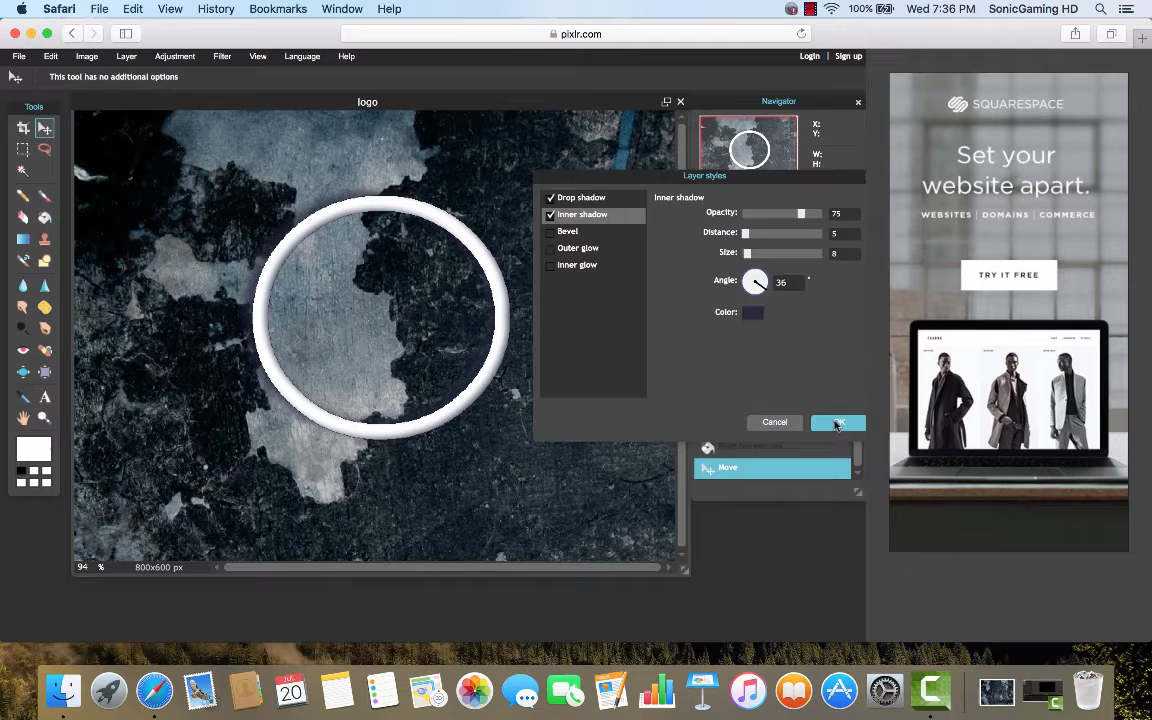 Safari File Edit View History Bookmarks Window Help 100% Wed 7:36 PM SonicGaming HD
pixlr.com
File Edit Image Layer Adjustment Filter View Language Help Login Sign up
This tool has no additional options
Tools
logo
Navigator
X:
Y:
W:
H:
Layer styles
Drop shadow
Inner shadow
Bevel
Outer glow
Inner glow
Inner shadow
Opacity: 75
Distance: 5
Size: 8
Angle: 36 °
Color:
Cancel OK
Move
94 % 800x600 px
SQUARESPACE
Set your
website apart.
WEBSITES | DOMAINS | COMMERCE
TRY IT FREE
JUL
20